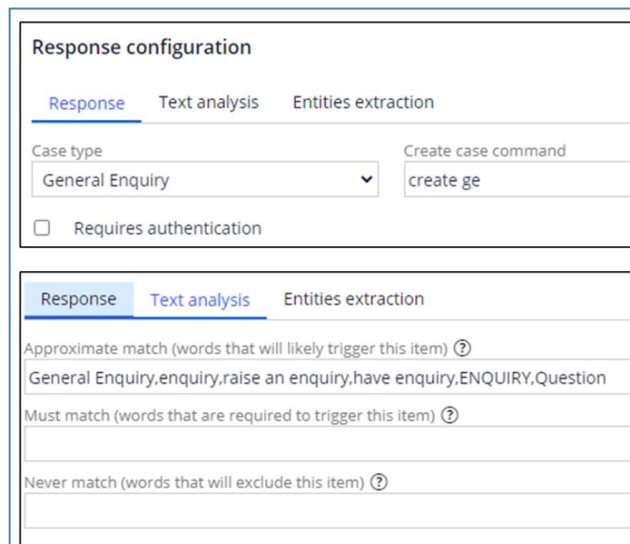 Response configuration
Response Text analysis Entities extraction
Case type Create case command
General Enquiry create ge
Requires authentication
Response Text analysis Entities extraction
Approximate match (words that will likely trigger this item) ?
General Enquiry,enquiry,raise an enquiry,have enquiry,ENQUIRY,Question
Must match (words that are required to trigger this item) ?
Never match (words that will exclude this item) ?